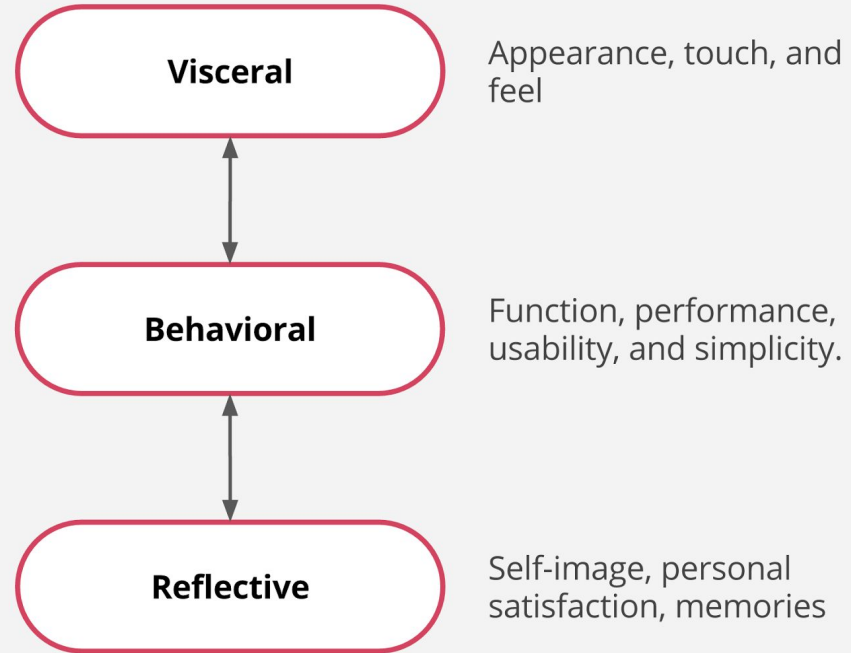 Visceral
Appearance, touch, and
feel
Behavioral
Function, performance,
usability, and simplicity.
Reflective
Self-image, personal
satisfaction, memories